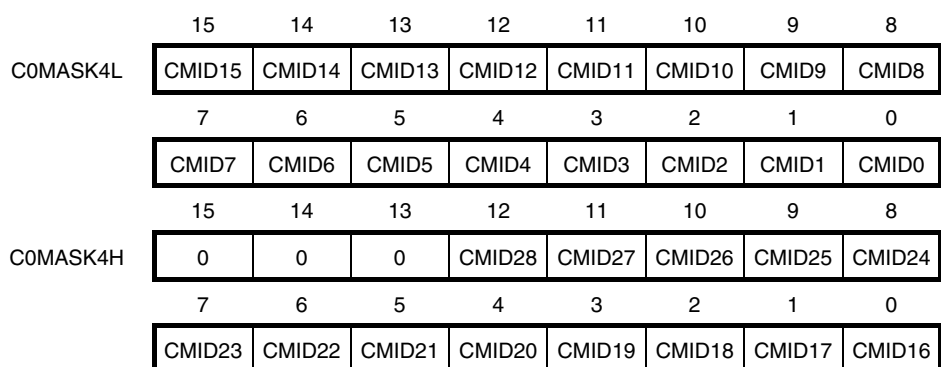 15 14 13 12 11 10 9 8
C0MASK4L CMID15 CMID14 CMID13 CMID12 CMID11 CMID10 CMID9 CMID8
7 6 5 4 3 2 1 0
CMID7 CMID6 CMID5 CMID4 CMID3 CMID2 CMID1 CMID0
15 14 13 12 11 10 9 8
C0MASK4H 0 0 0 CMID28 CMID27 CMID26 CMID25 CMID24
7 6 5 4 3 2 1 0
CMID23 CMID22 CMID21 CMID20 CMID19 CMID18 CMID17 CMID16